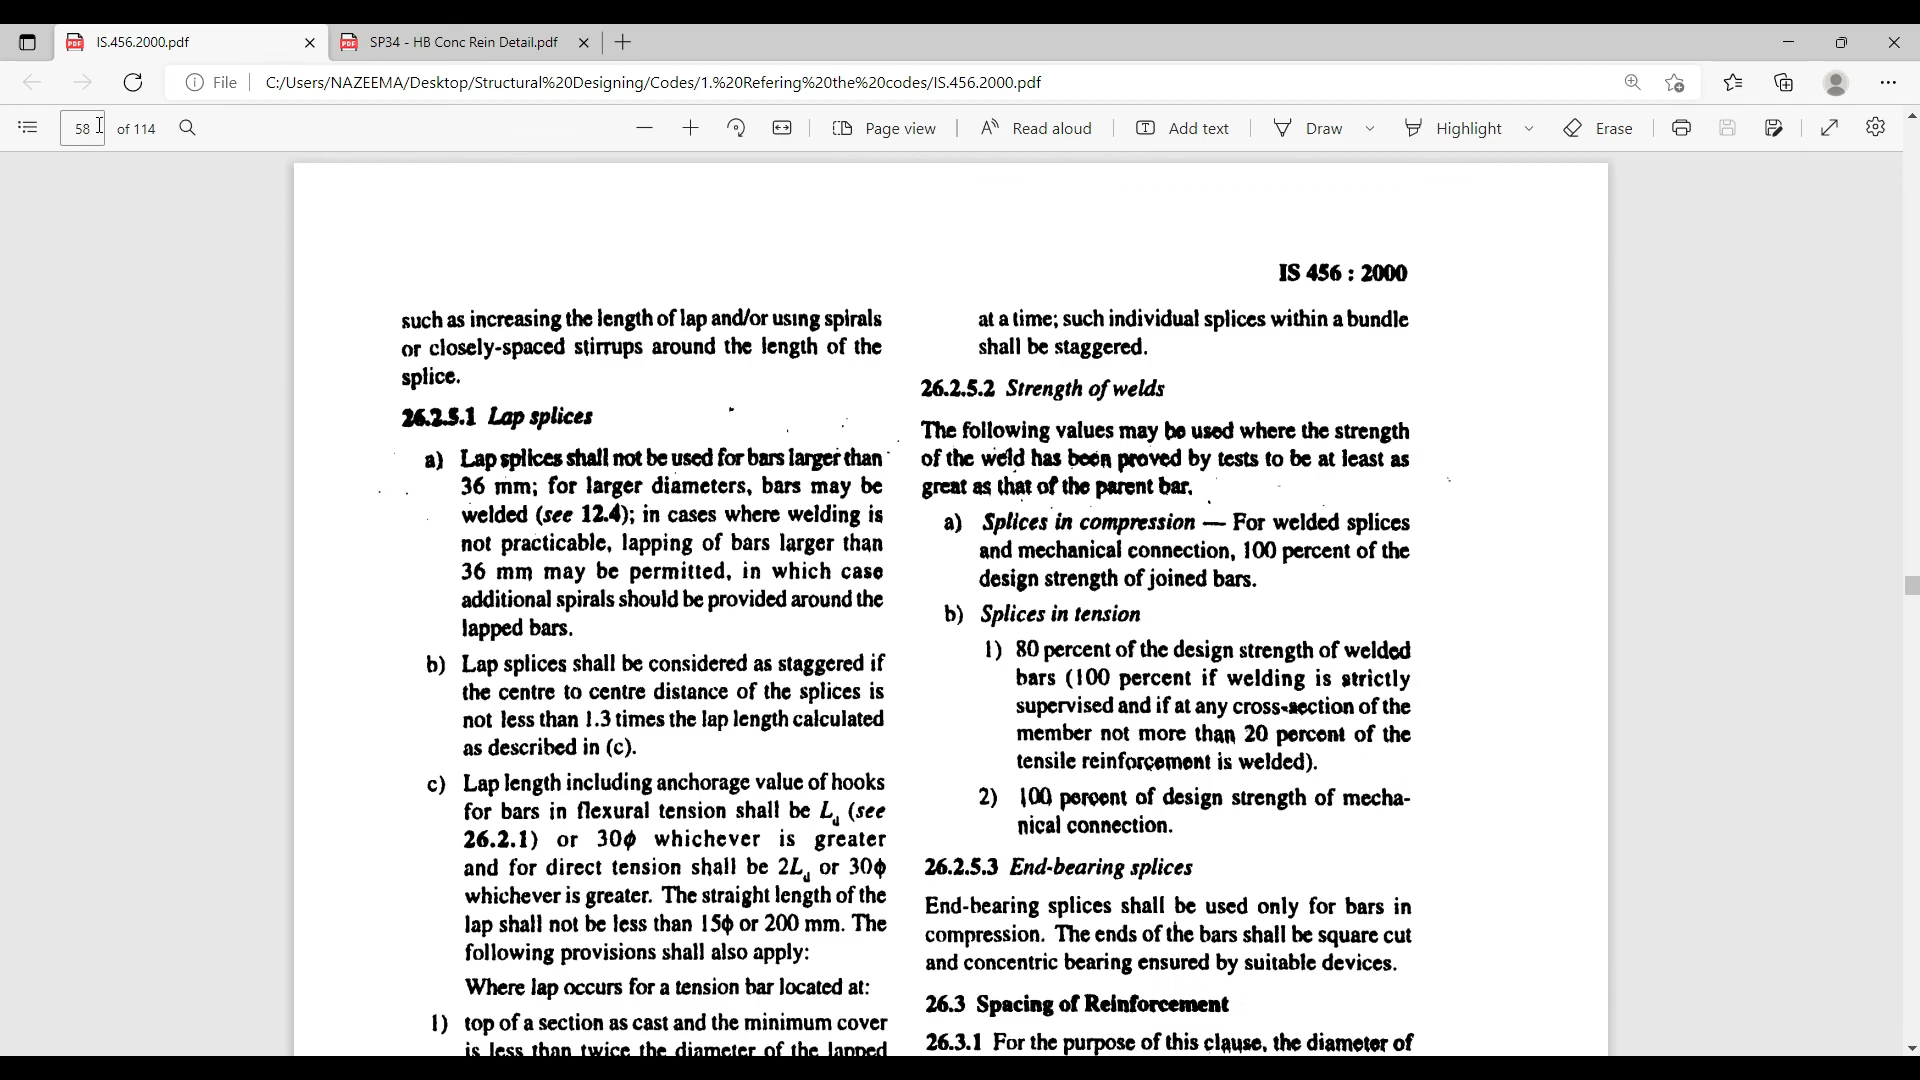 IS.456.2000.pdf
SP34 - HB Conc Rein Detail.pdf
File
C:/Users/NAZEEMA/Desktop/Structural%20Designing/Codes/1.%20Refering%20the%20codes/IS.456.2000.pdf
58 of 114
Page view
Read aloud
Add text
Draw
Highlight
Erase
IS 456 : 2000
such as increasing the length of lap and/or using spirals
or closely-spaced stirrups around the length of the
splice.
26.2.5.1 Lap splices
a) Lap splices shall not be used for bars larger than
36 mm; for larger diameters, bars may be
welded (see 12.4); in cases where welding is
not practicable, lapping of bars larger than
36 mm may be permitted, in which case
additional spirals should be provided around the
lapped bars.
b) Lap splices shall be considered as staggered if
the centre to centre distance of the splices is
not less than 1.3 times the lap length calculated
as described in (c).
c) Lap length including anchorage value of hooks
for bars in flexural tension shall be Ld (see
26.2.1) or 30ϕ whichever is greater
and for direct tension shall be 2Ld or 30ϕ
whichever is greater. The straight length of the
lap shall not be less than 15ϕ or 200 mm. The
following provisions shall also apply:
Where lap occurs for a tension bar located at:
1) top of a section as cast and the minimum cover
is less than twice the diameter of the lapped
at a time; such individual splices within a bundle
shall be staggered.
26.2.5.2 Strength of welds
The following values may be used where the strength
of the weld has been proved by tests to be at least as
great as that of the parent bar.
a) Splices in compression — For welded splices
and mechanical connection, 100 percent of the
design strength of joined bars.
b) Splices in tension
1) 80 percent of the design strength of welded
bars (100 percent if welding is strictly
supervised and if at any cross-section of the
member not more than 20 percent of the
tensile reinforcement is welded).
2) 100 percent of design strength of mecha-
nical connection.
26.2.5.3 End-bearing splices
End-bearing splices shall be used only for bars in
compression. The ends of the bars shall be square cut
and concentric bearing ensured by suitable devices.
26.3 Spacing of Reinforcement
26.3.1 For the purpose of this clause, the diameter of